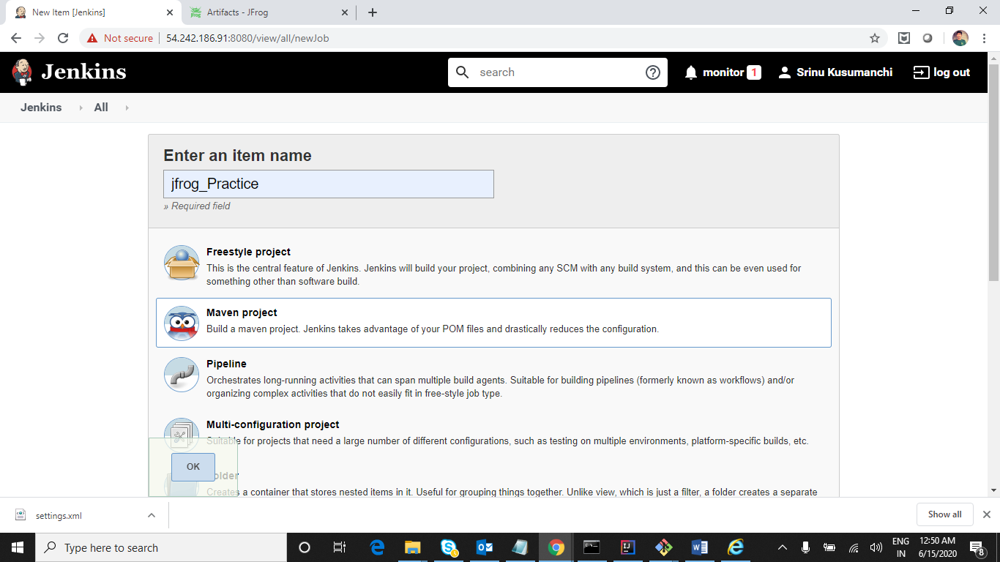 New Item [Jenkins]
Artifacts - JFrog
Not secure
54.242.186.91:8080/view/all/newJob
Jenkins
search
monitor 1
Srinu Kusumanchi
log out
Jenkins
All
Enter an item name
jfrog_Practice
» Required field
Freestyle project
This is the central feature of Jenkins. Jenkins will build your project, combining any SCM with any build system, and this can be even used for
something other than software build.
Maven project
Build a maven project. Jenkins takes advantage of your POM files and drastically reduces the configuration.
Pipeline
Orchestrates long-running activities that can span multiple build agents. Suitable for building pipelines (formerly known as workflows) and/or
organizing complex activities that do not easily fit in free-style job type.
Multi-configuration project
Suitable for projects that need a large number of different configurations, such as testing on multiple environments, platform-specific builds, etc.
OK
Folder
Creates a container that stores nested items in it. Useful for grouping things together. Unlike view, which is just a filter, a folder creates a separate
settings.xml
Show all
Type here to search
ENG
IN
12:50 AM
6/15/2020
8